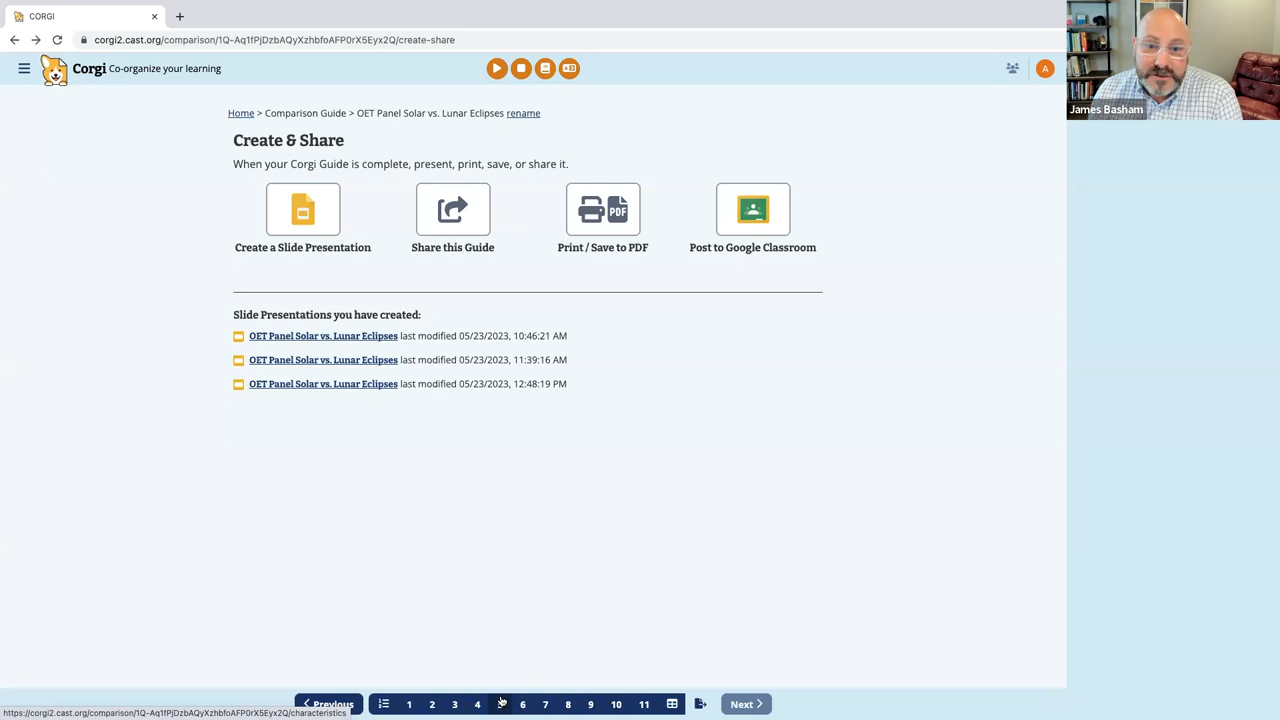 CORGI
corgi2.cast.org/comparison/1Q-Aq1fPjDzbAQyXzhbfoAFP0rX5Eyx2Q/create-share
Corgi Co-organize your learning
A
James Basham
Home > Comparison Guide > OET Panel Solar vs. Lunar Eclipses rename
Create & Share
When your Corgi Guide is complete, present, print, save, or share it.
PDF
Create a Slide Presentation Share this Guide Print / Save to PDF Post to Google Classroom
Slide Presentations you have created:
OET Panel Solar vs. Lunar Eclipses last modified 05/23/2023, 10:46:21 AM
OET Panel Solar vs. Lunar Eclipses last modified 05/23/2023, 11:39:16 AM
OET Panel Solar vs. Lunar Eclipses last modified 05/23/2023, 12:48:19 PM
Previous 1 2 3 4 6 7 8 9 10 11 Next
https://corgi2.cast.org/comparison/1Q-Aq1fPjDzbAQyXzhbfoAFP0rX5Eyx2Q/characteristics